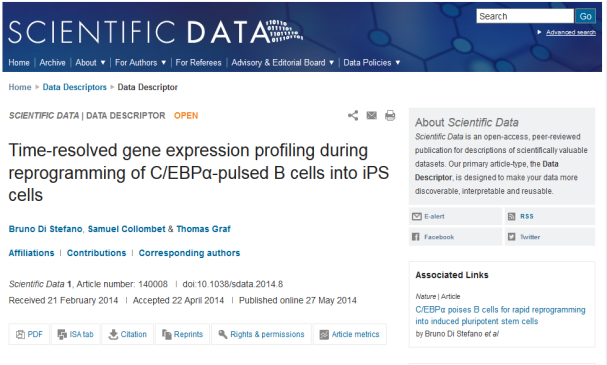 SCIENTIFIC DATA
Search
Go
Advanced search
Home | Archive | About ▼ | For Authors ▼ | For Referees | Advisory & Editorial Board ▼ | Data Policies ▼
Home ▶ Data Descriptors ▶ Data Descriptor
SCIENTIFIC DATA | DATA DESCRIPTOR OPEN
Time-resolved gene expression profiling during
reprogramming of C/EBPα-pulsed B cells into iPS
cells
Bruno Di Stefano, Samuel Collombet & Thomas Graf
Affiliations | Contributions | Corresponding authors
Scientific Data 1, Article number: 140008 | doi:10.1038/sdata.2014.8
Received 21 February 2014 | Accepted 22 April 2014 | Published online 27 May 2014
PDF
ISA tab
Citation
Reprints
Rights & permissions
Article metrics
About Scientific Data
Scientific Data is an open-access, peer-reviewed
publication for descriptions of scientifically valuable
datasets. Our primary article-type, the Data
Descriptor, is designed to make your data more
discoverable, interpretable and reusable.
E-alert
RSS
Facebook
Twitter
Associated Links
Nature | Article
C/EBPα poises B cells for rapid reprogramming
into induced pluripotent stem cells
by Bruno Di Stefano et al